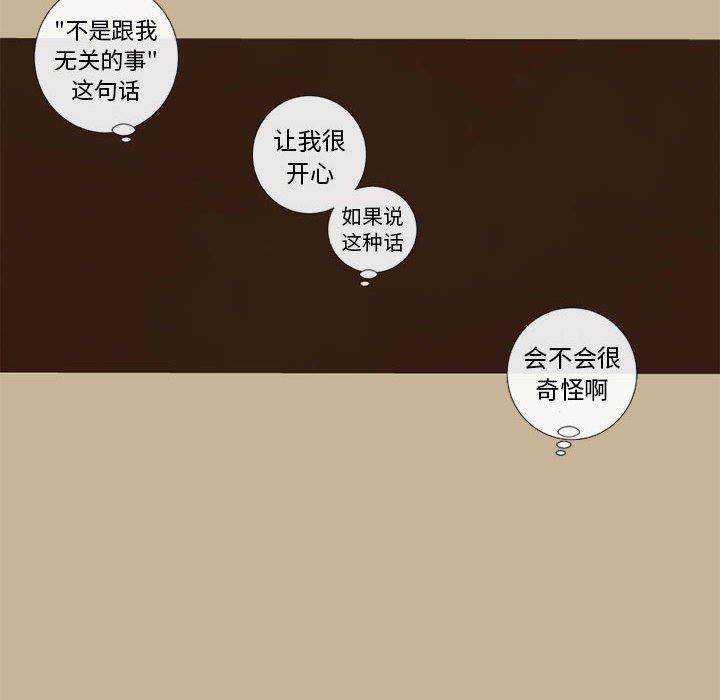 "不是跟我
无关的事"
这句话
让我很
开心
如果说
这种话
会不会很
奇怪啊